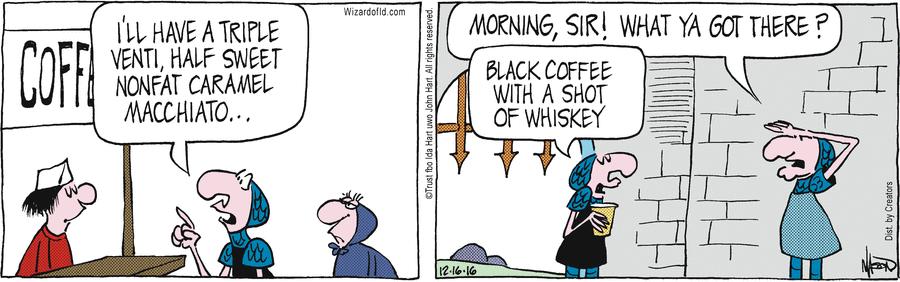 I'LL HAVE A TRIPLE
VENTI, HALF SWEET
NONFAT CARAMEL
MACCHIATO...
COFFE
Wizardofid.com
©Trust fbo Ida Hart uwo John Hart. All rights reserved.
MORNING, SIR! WHAT YA GOT THERE?
BLACK COFFEE
WITH A SHOT
OF WHISKEY
12·16·16
Dist. by Creators